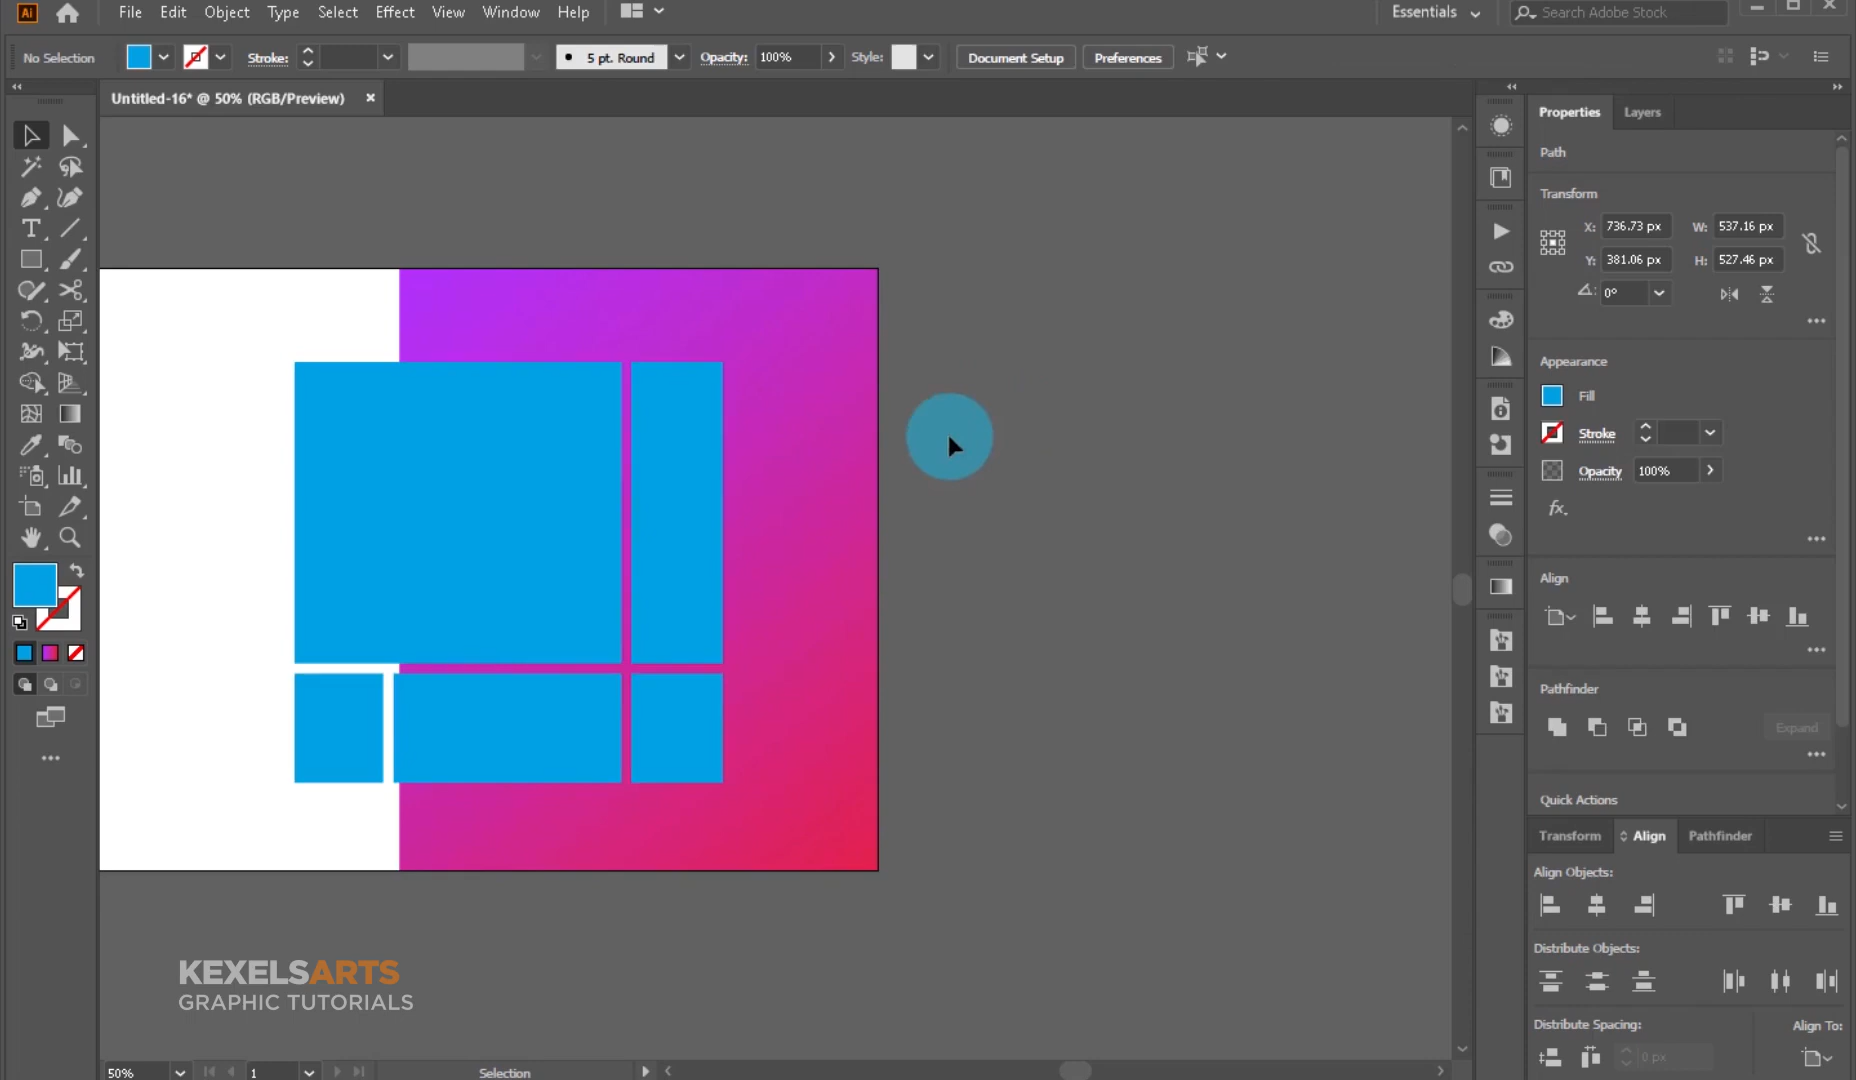 Ai File Edit Object Type Select Effect View Window Help Essentials Search Adobe Stock
No Selection Stroke: 5 pt. Round Opacity: 100% Style: Document Setup Preferences
Untitled-16* @ 50% (RGB/Preview) ×
Properties Layers
Path
Transform
X: 736.73 px W: 537.16 px
Y: 381.06 px H: 527.46 px
0°
Appearance
Fill
Stroke
Opacity 100%
fx.
Align
Pathfinder
Expand
Quick Actions
Transform Align Pathfinder
Align Objects:
Distribute Objects:
Distribute Spacing: Align To:
0 px
KEXELSARTS
GRAPHIC TUTORIALS
50% 1 Selection